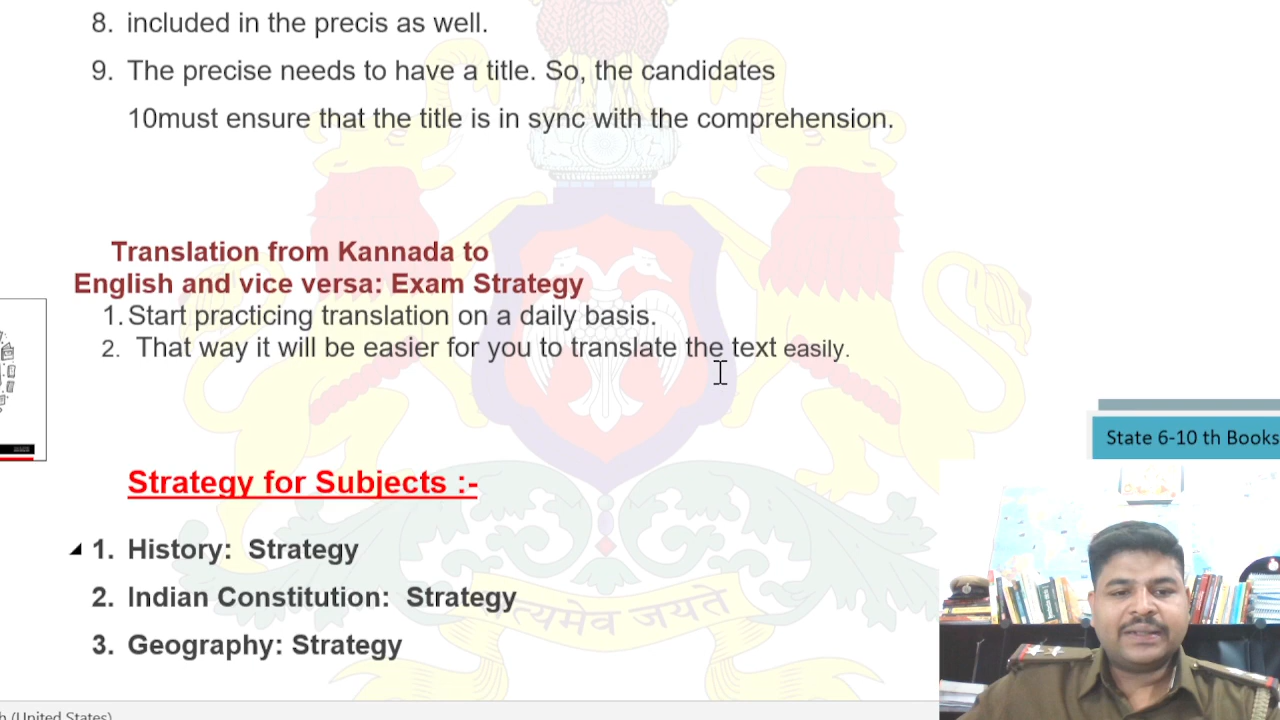 8. included in the precis as well.
9. The precise needs to have a title. So, the candidates
10must ensure that the title is in sync with the comprehension.
Translation from Kannada to
English and vice versa: Exam Strategy
1. Start practicing translation on a daily basis.
2. That way it will be easier for you to translate the text easily.
State 6-10 th Books
Strategy for Subjects :-
1. History: Strategy
2. Indian Constitution: Strategy
3. Geography: Strategy
सत्यमेव जयते
(United States)